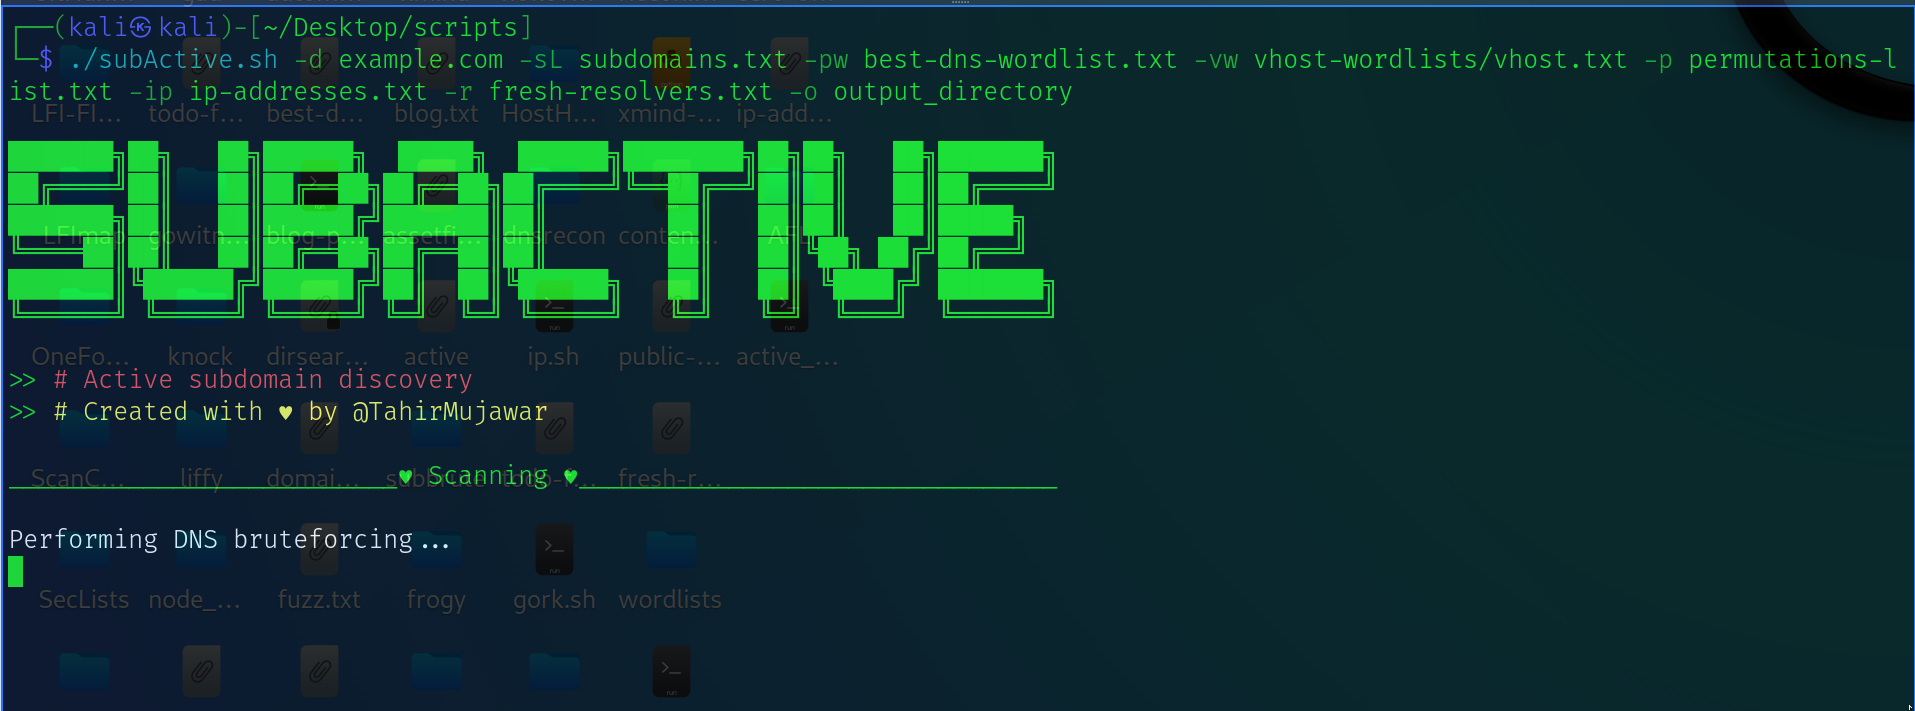 ┌──(kali㉿kali)-[~/Desktop/scripts]
└─$ ./subActive.sh -d example.com -sL subdomains.txt -pw best-dns-wordlist.txt -vw vhost-wordlists/vhost.txt -p permutations-l
ist.txt -ip ip-addresses.txt -r fresh-resolvers.txt -o output_directory
LFI-FI... todo-f... best-d... blog.txt HostH... xmind-... ip-add...
SUBACTIVE
LFImap gowitn... blog-p... assetfi... dnsrecon conten...
OneFo... knock dirsear... active ip.sh public-... active_...
>> # Active subdomain discovery
>> # Created with ♥ by @TahirMujawar
♥ Scanning ♥
ScanC... liffy domai... subbrute todo-f... fresh-r...
Performing DNS bruteforcing...
SecLists node_... fuzz.txt frogy gork.sh wordlists